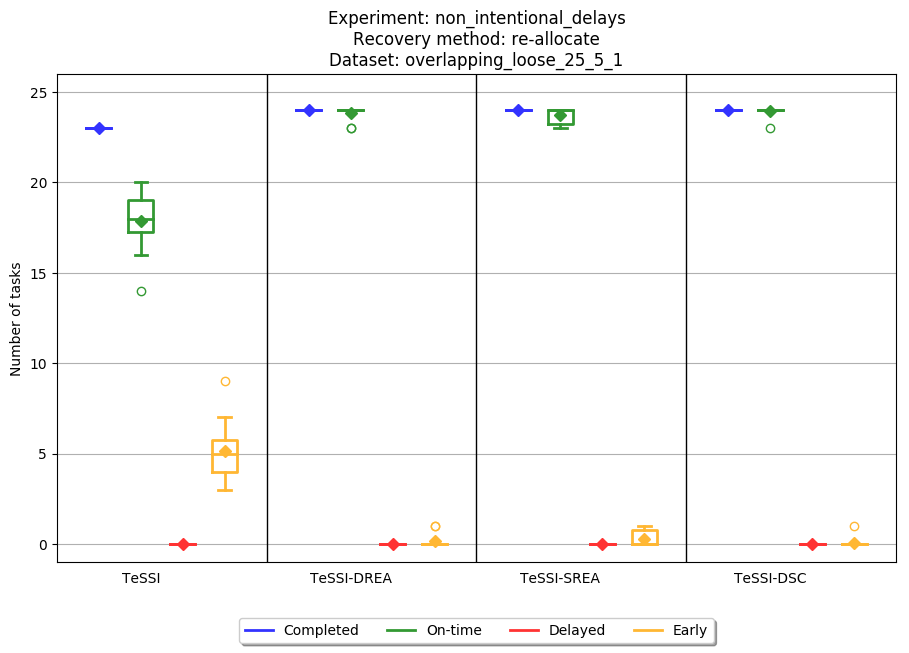 Experiment: non_intentional_delays
Recovery method: re-allocate
Dataset: overlapping_loose_25_5_1
Number of tasks
25
20
15
10
5
0
TeSSI TeSSI-DREA TeSSI-SREA TeSSI-DSC
Completed On-time Delayed Early